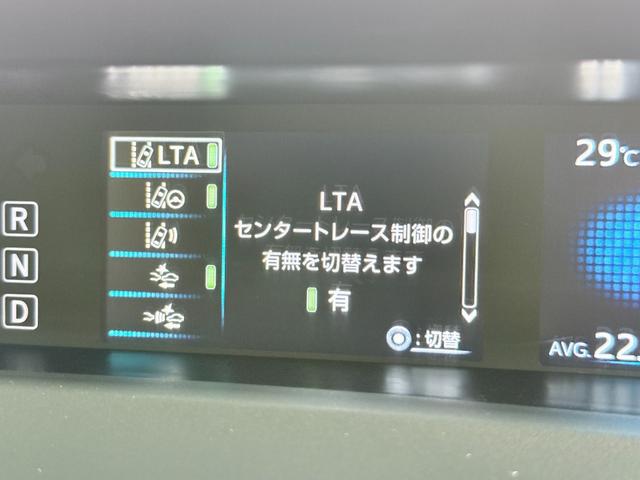 LTA
R
N
D
LTA
センタートレース制御の
有無を切替えます
有
:切替
29℃
AVG.22.